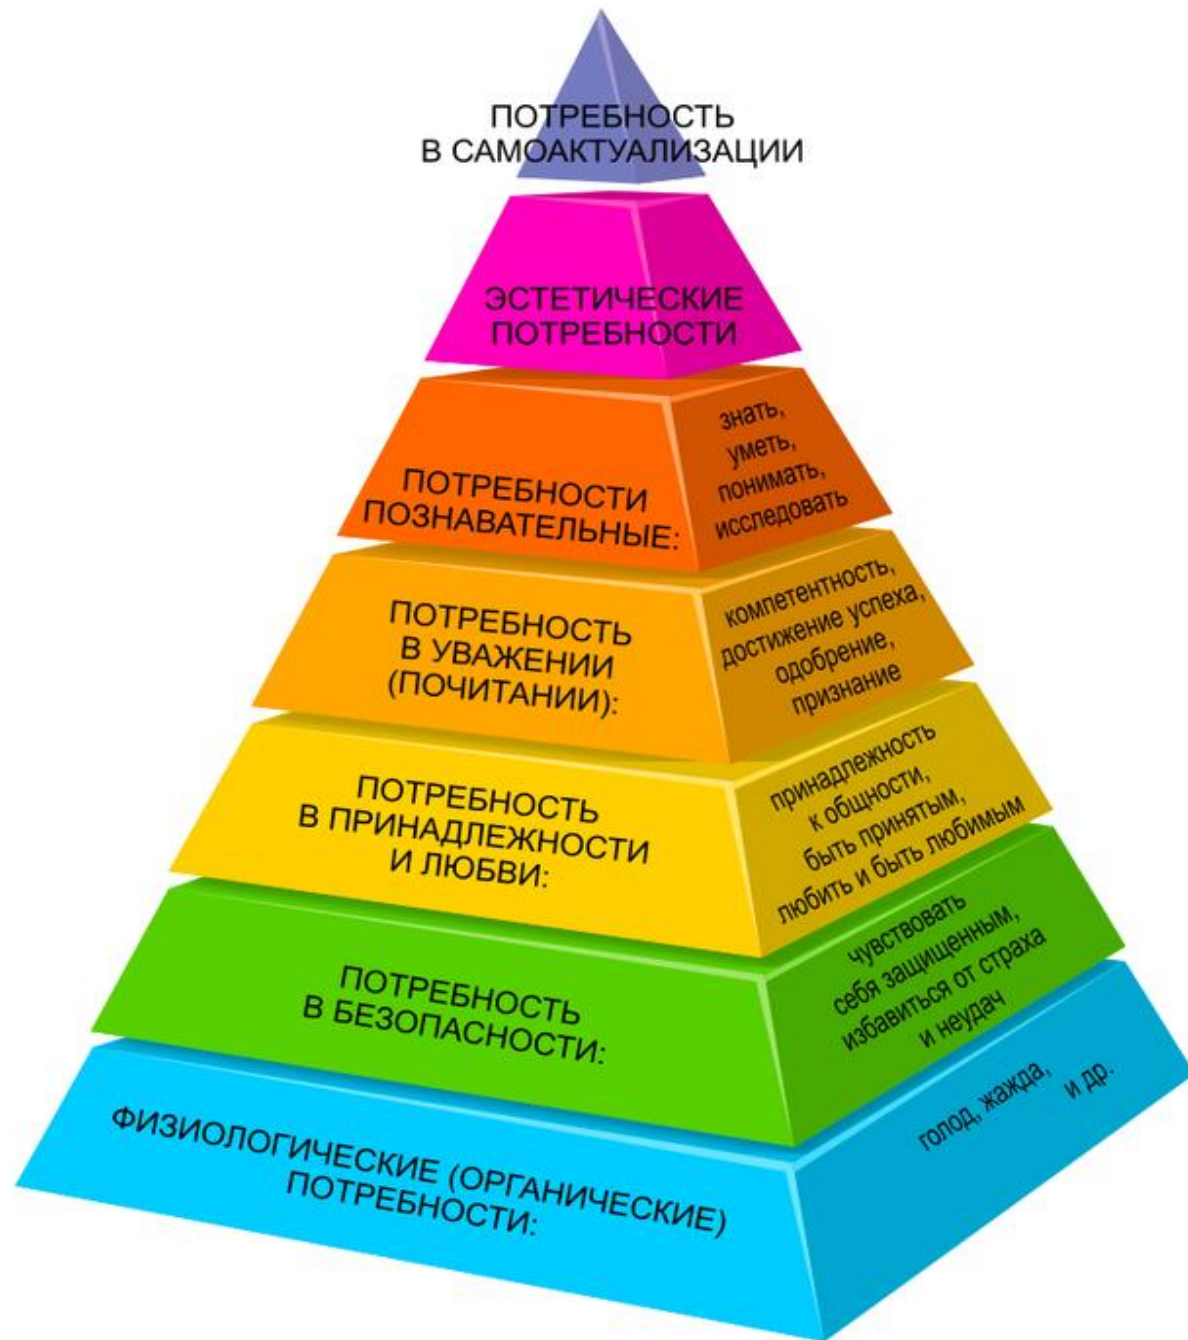 ПОТРЕБНОСТЬ
В САМОАКТУАЛИЗАЦИИ
ЭСТЕТИЧЕСКИЕ
ПОТРЕБНОСТИ
ПОТРЕБНОСТИ
ПОЗНАВАТЕЛЬНЫЕ:
знать,
уметь,
понимать,
исследовать
ПОТРЕБНОСТЬ
В УВАЖЕНИИ
(ПОЧИТАНИИ):
компетентность,
достижение успеха,
одобрение,
признание
ПОТРЕБНОСТЬ
В ПРИНАДЛЕЖНОСТИ
И ЛЮБВИ:
принадлежность
к общности,
быть принятым,
любить и быть любимым
ПОТРЕБНОСТЬ
В БЕЗОПАСНОСТИ:
чувствовать
себя защищенным,
избавиться от страха
и неудач
ФИЗИОЛОГИЧЕСКИЕ (ОРГАНИЧЕСКИЕ)
ПОТРЕБНОСТИ:
голод, жажда,
и др.